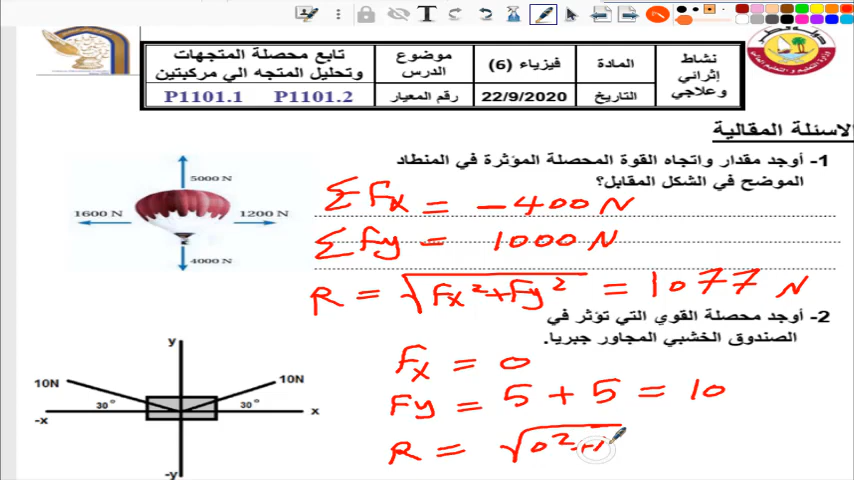 نشاط إثرائي وعلاجي
المادة
فيزياء (6)
موضوع الدرس
تابع محصلة المتجهات وتحليل المتجه الي مركبتين
التاريخ
22/9/2020
رقم المعيار
P1101.1 P1101.2
الاسئلة المقالية
1- أوجد مقدار واتجاه القوة المحصلة المؤثرة في المنطاد
الموضح في الشكل المقابل؟
5000 N
1600 N
1200 N
4000 N
∑Fx = -400 N
∑Fy = 1000 N
R = √Fx²+Fy² = 1077 N
2- أوجد محصلة القوي التي تؤثر في
الصندوق الخشبي المجاور جبريا.
y
10N
10N
30°
30°
-x
x
-y
Fx = 0
Fy = 5 + 5 = 10
R = √0²+1